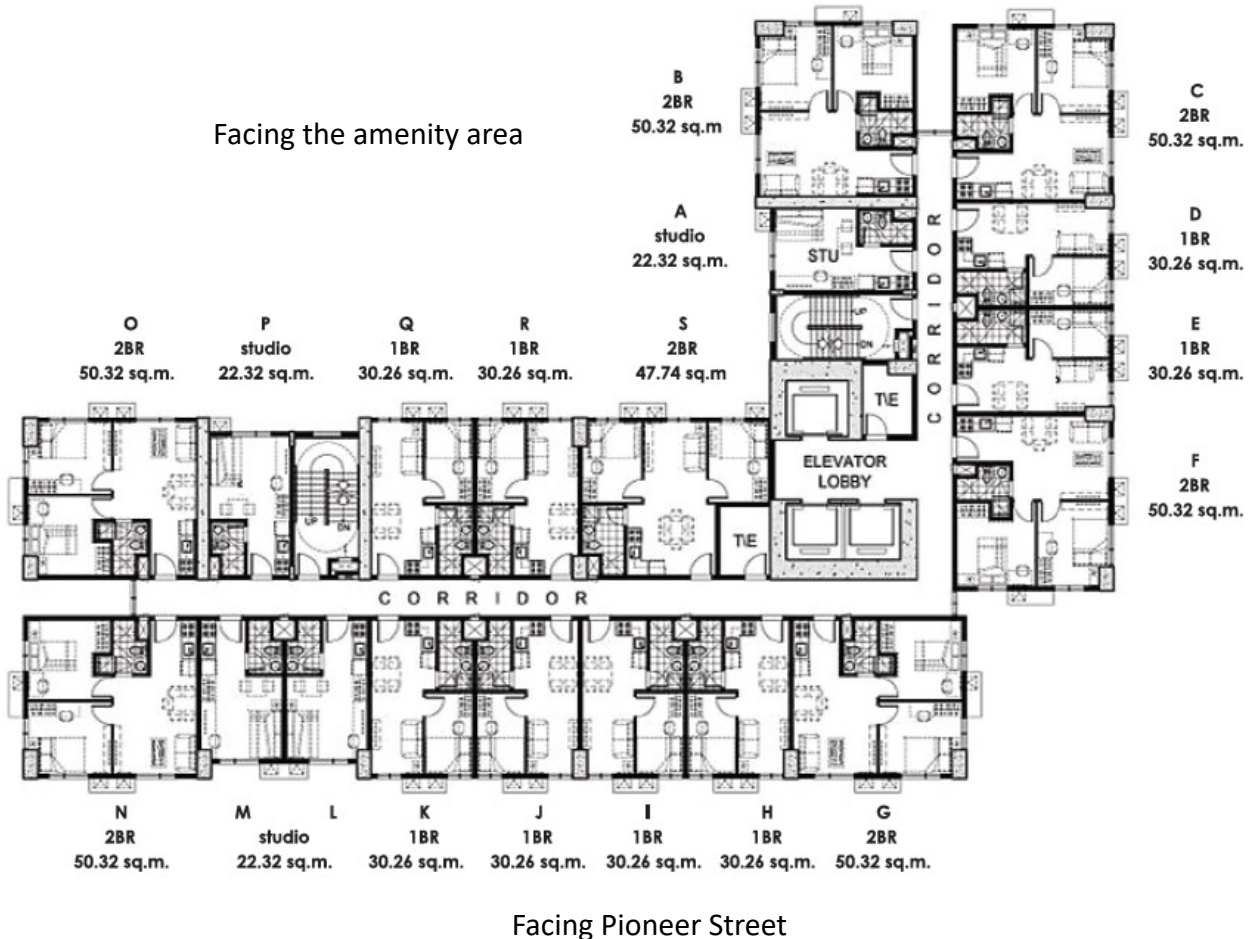 Facing the amenity area
B
2BR
50.32 sq.m
C
2BR
50.32 sq.m.
A
studio
22.32 sq.m.
STU
D
1BR
30.26 sq.m.
CORRIDOR
UP
DN
E
1BR
30.26 sq.m.
O
2BR
50.32 sq.m.
P
studio
22.32 sq.m.
Q
1BR
30.26 sq.m.
R
1BR
30.26 sq.m.
S
2BR
47.74 sq.m
T\E
ELEVATOR
LOBBY
F
2BR
50.32 sq.m.
UP
DN
T\E
CORRIDOR
N
2BR
50.32 sq.m.
M L
studio
22.32 sq.m.
K
1BR
30.26 sq.m.
J
1BR
30.26 sq.m.
I
1BR
30.26 sq.m.
H
1BR
30.26 sq.m.
G
2BR
50.32 sq.m.
Facing Pioneer Street